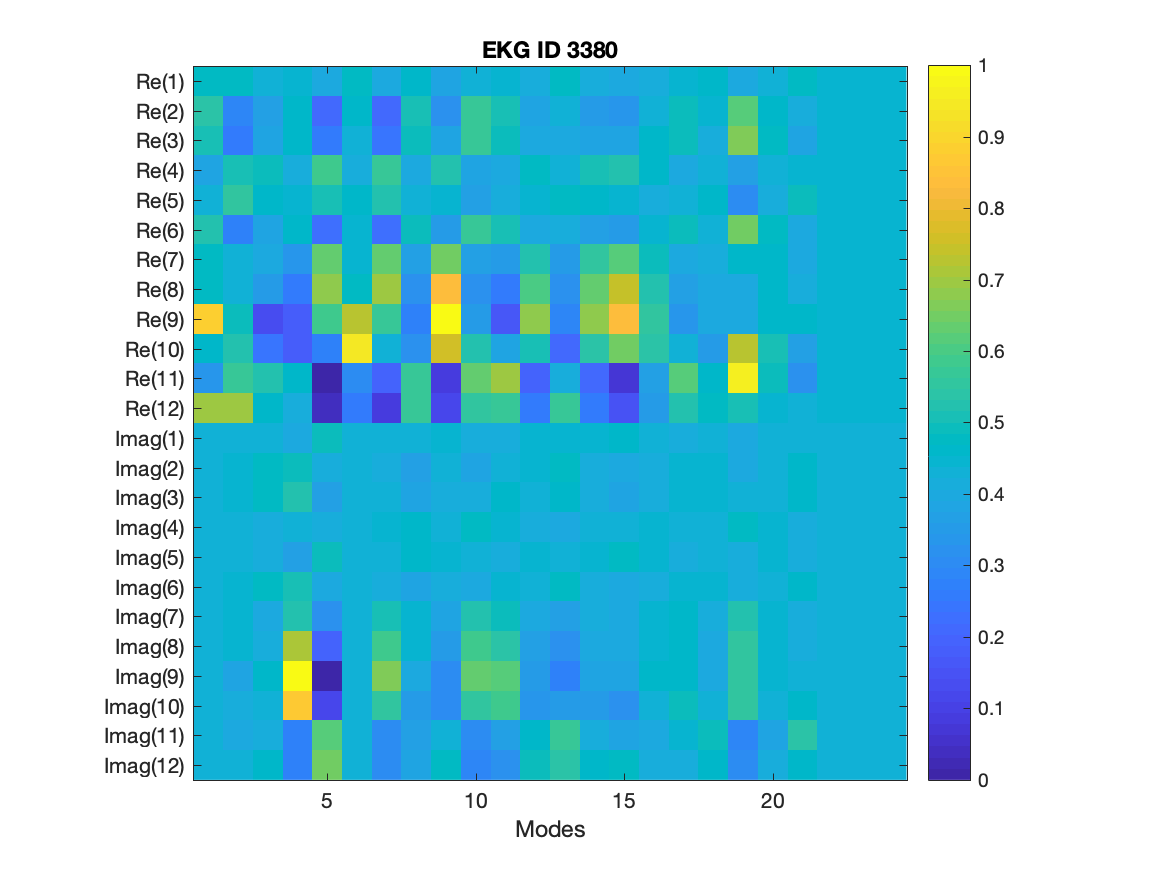 EKG ID 3380
Re(1)
Re(2)
Re(3)
Re(4)
Re(5)
Re(6)
Re(7)
Re(8)
Re(9)
Re(10)
Re(11)
Re(12)
Imag(1)
Imag(2)
Imag(3)
Imag(4)
Imag(5)
Imag(6)
Imag(7)
Imag(8)
Imag(9)
Imag(10)
Imag(11)
Imag(12)
5 10 15 20
Modes
1
0.9
0.8
0.7
0.6
0.5
0.4
0.3
0.2
0.1
0